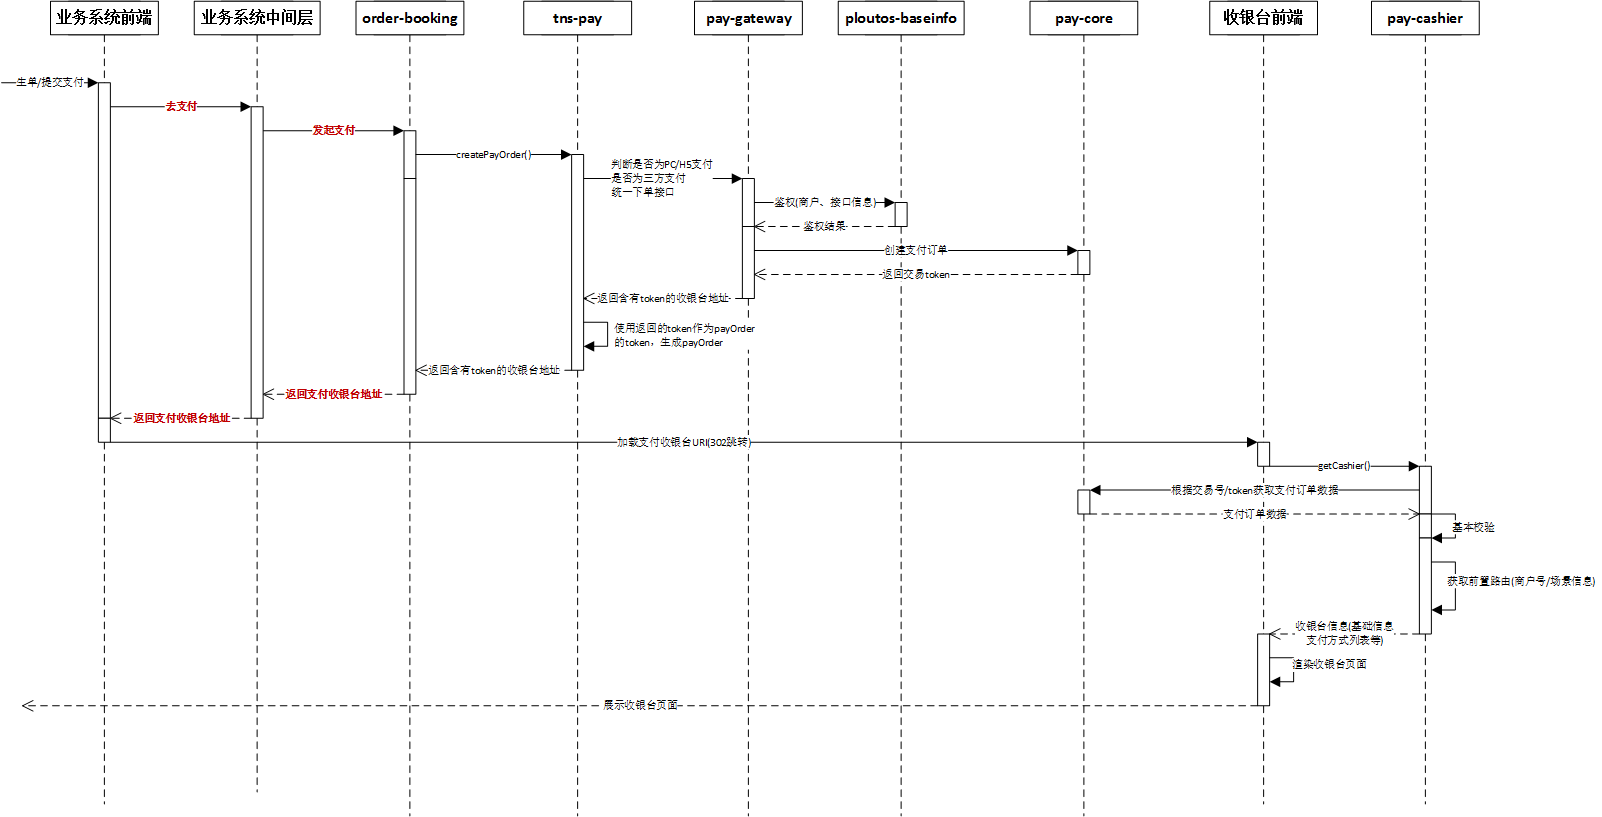 业务系统前端
业务系统中间层
order-booking
tns-pay
pay-gateway
ploutos-baseinfo
pay-core
收银台前端
pay-cashier
生单/提交支付
去支付
发起支付
createPayOrder()
判断是否为PC/H5支付
是否为三方支付
统一下单接口
鉴权(商户、接口信息)
鉴权结果
创建支付订单
返回交易token
返回含有token的收银台地址
使用返回的token作为payOrder
的token，生成payOrder
返回含有token的收银台地址
返回支付收银台地址
返回支付收银台地址
加载支付收银台URI(302跳转)
getCashier()
根据交易号/token获取支付订单数据
支付订单数据
基本校验
获取前置路由(商户号/场景信息)
收银台信息(基础信息
支付方式列表等)
渲染收银台页面
展示收银台页面